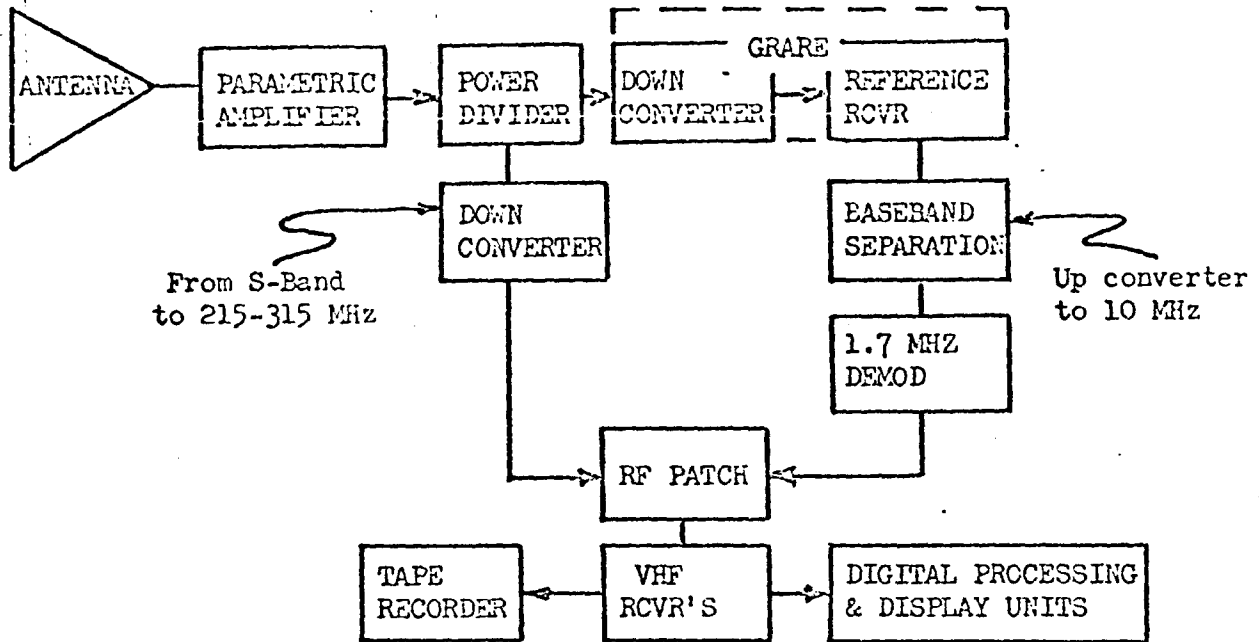 GRARE
ANTENNA
PARAMETRIC
AMPLIFIER
POWER
DIVIDER
DOWN
CONVERTER
REFERENCE
RCVR
DOWN
CONVERTER
BASEBAND
SEPARATION
From S-Band
to 215-315 MHz
Up converter
to 10 MHz
1.7 MHZ
DEMOD
RF PATCH
TAPE
RECORDER
VHF
RCVR'S
DIGITAL PROCESSING
& DISPLAY UNITS